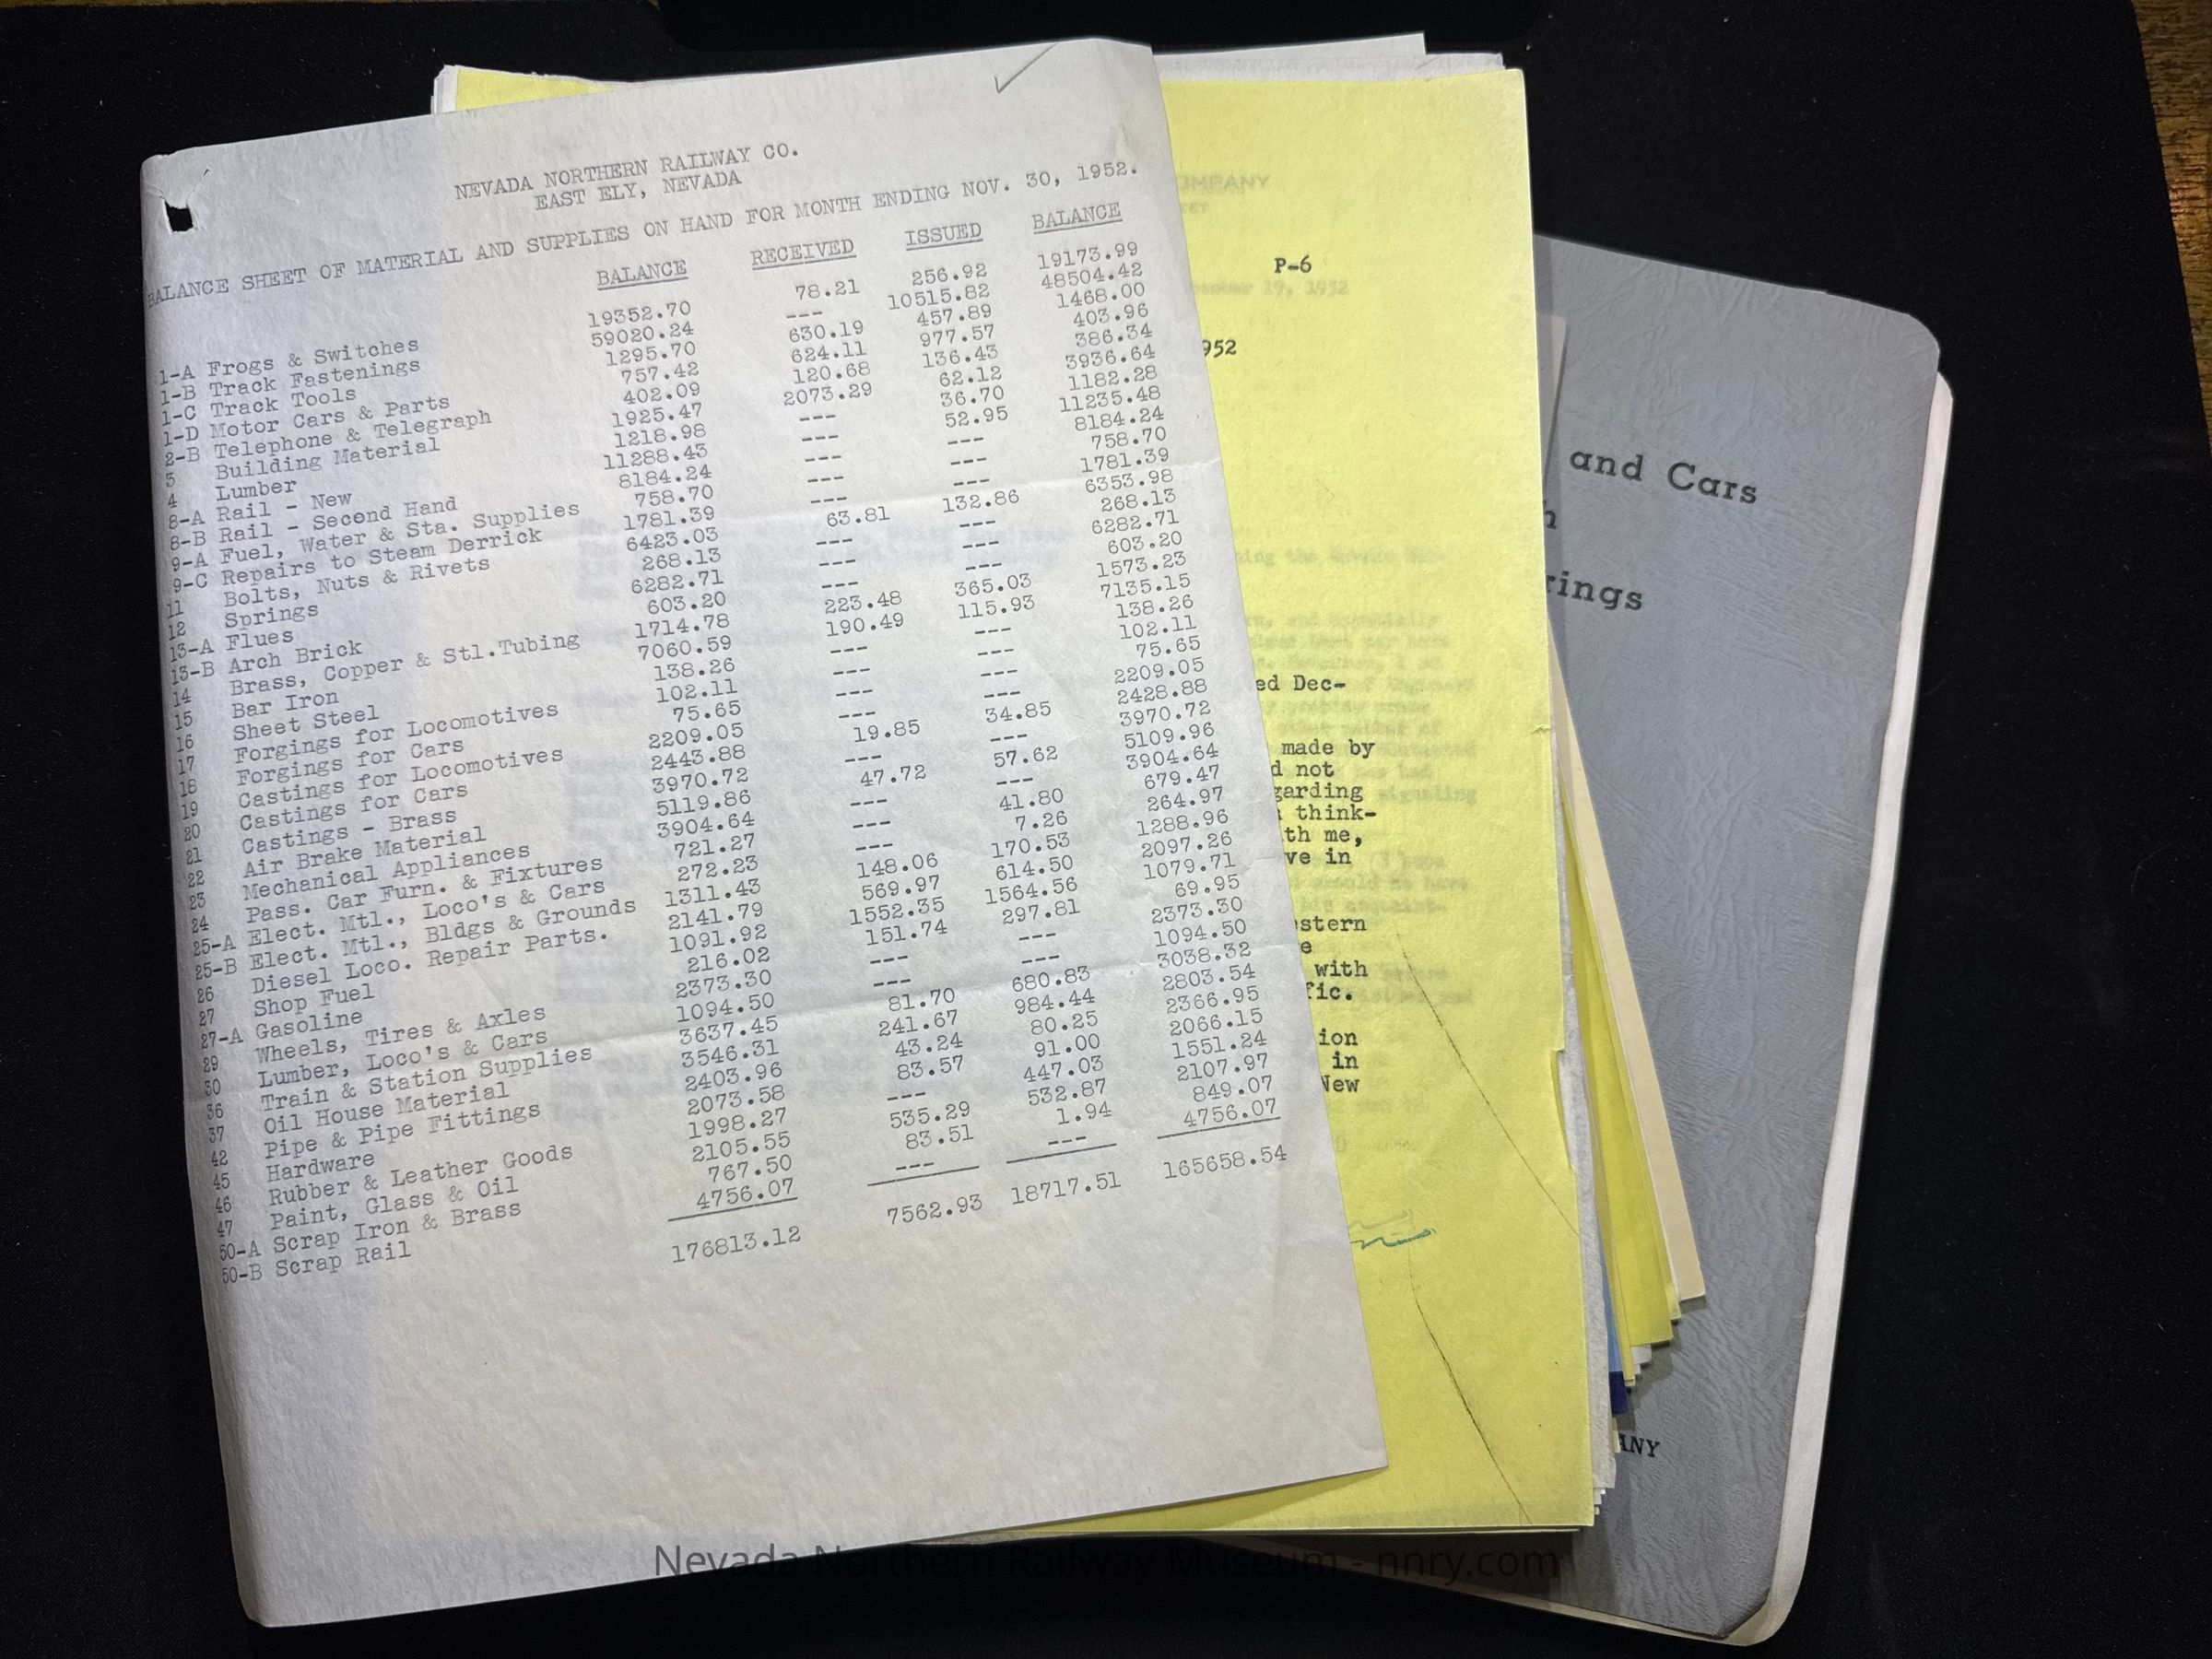 NEVADA NORTHERN RAILWAY CO.
EAST ELY, NEVADA
BALANCE SHEET OF MATERIAL AND SUPPLIES ON HAND FOR MONTH ENDING NOV. 30, 1952.
BALANCE RECEIVED ISSUED BALANCE
1-A Frogs & Switches 19352.70 78.21 256.92 19173.99
1-B Track Fastenings 59020.24 --- 10515.82 48504.42
1-C Track Tools 1295.70 630.19 457.89 1468.00
1-D Motor Cars & Parts 757.42 624.11 977.57 403.96
2-B Telephone & Telegraph 402.09 120.68 136.43 386.34
3 Building Material 1925.47 2073.29 62.12 3936.64
4 Lumber 1218.98 --- 36.70 1182.28
8-A Rail - New 11288.43 --- 52.95 11235.48
8-B Rail - Second Hand 8184.24 --- --- 8184.24
9-A Fuel, Water & Sta. Supplies 758.70 --- --- 758.70
9-C Repairs to Steam Derrick 1781.39 --- --- 1781.39
11 Bolts, Nuts & Rivets 6423.03 63.81 132.86 6353.98
12 Springs 268.13 --- --- 268.13
13-A Flues 6282.71 --- --- 6282.71
13-B Arch Brick 603.20 --- --- 603.20
14 Brass, Copper & Stl.Tubing 1714.78 223.48 365.03 1573.23
15 Bar Iron 7060.59 190.49 115.93 7135.15
16 Sheet Steel 138.26 --- --- 138.26
17 Forgings for Locomotives 102.11 --- --- 102.11
18 Forgings for Cars 75.65 --- --- 75.65
19 Castings for Locomotives 2209.05 --- --- 2209.05
20 Castings for Cars 2443.88 19.85 34.85 2428.88
21 Castings - Brass 3970.72 --- --- 3970.72
22 Air Brake Material 5119.86 47.72 57.62 5109.96
23 Mechanical Appliances 3904.64 --- --- 3904.64
24 Pass. Car Furn. & Fixtures 721.27 --- 41.80 679.47
25-A Elect. Mtl., Loco's & Cars 272.23 --- 7.26 264.97
25-B Elect. Mtl., Bldgs & Grounds 1311.43 148.06 170.53 1288.96
26 Diesel Loco. Repair Parts. 2141.79 569.97 614.50 2097.26
27 Shop Fuel 1091.92 1552.35 1564.56 1079.71
27-A Gasoline 216.02 151.74 297.81 69.95
29 Wheels, Tires & Axles 2373.30 --- --- 2373.30
30 Lumber, Loco's & Cars 1094.50 --- --- 1094.50
36 Train & Station Supplies 3637.45 81.70 680.83 3038.32
37 Oil House Material 3546.31 241.67 984.44 2803.54
42 Pipe & Pipe Fittings 2403.96 43.24 80.25 2366.95
45 Hardware 2073.58 83.57 91.00 2066.15
46 Rubber & Leather Goods 1998.27 --- 447.03 1551.24
47 Paint, Glass & Oil 2105.55 535.29 532.87 2107.97
50-A Scrap Iron & Brass 767.50 83.51 1.94 849.07
50-B Scrap Rail 4756.07 --- --- 4756.07
176813.12 7562.93 18717.51 165658.54
OMPANY
P-6
19, 1952
952
ed Dec-
made by
d not
garding
think-
th me,
ve in
stern
e
with
fic.
ion
in
New
and Cars
h
rings
ANY
Nevada Northern Railway Museum - nnry.com